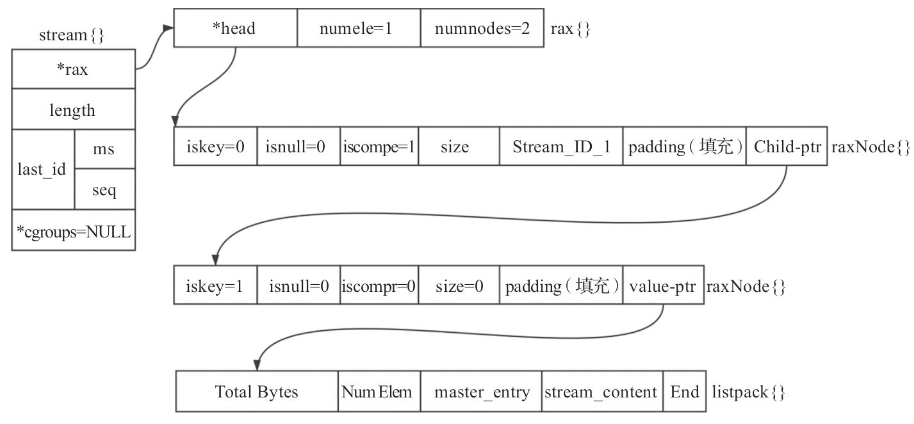 *head numele=1 numnodes=2 rax{}
stream{}
*rax
length
last_id ms
seq
*cgroups=NULL
iskey=0 isnull=0 iscompe=1 size Stream_ID_1 padding(填充) Child-ptr raxNode{}
iskey=1 isnull=0 iscompr=0 size=0 padding(填充) value-ptr raxNode{}
Total Bytes Num Elem master_entry stream_content End listpack{}